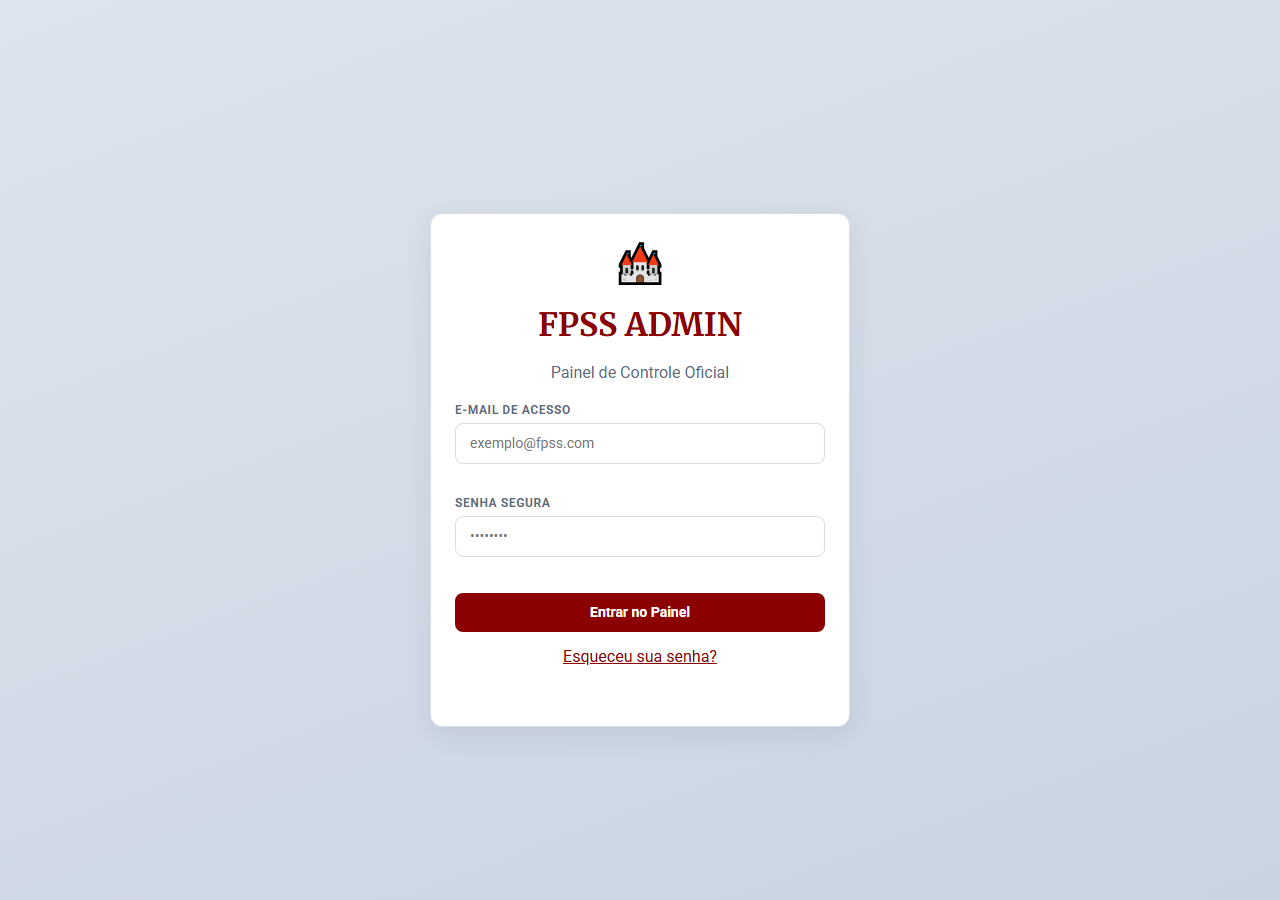 FPSS ADMIN
Painel de Controle Oficial
E-MAIL DE ACESSO
exemplo@fpss.com
SENHA SEGURA
••••••••
Entrar no Painel
Esqueceu sua senha?